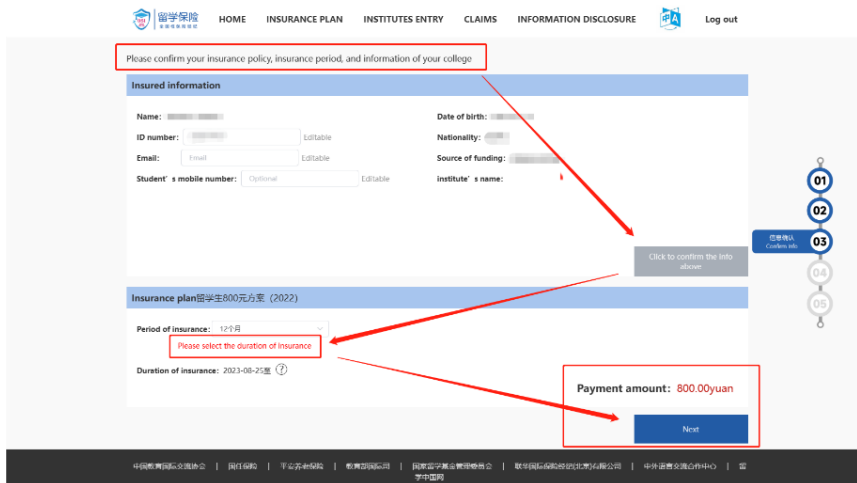 留学保险
HOME INSURANCE PLAN INSTITUTES ENTRY CLAIMS INFORMATION DISCLOSURE Log out
Please confirm your insurance policy, insurance period, and information of your college
Insured information
Name: Date of birth:
ID number: Editable Nationality:
Email: Email Editable Source of funding:
Student's mobile number: Optional Editable institute's name:
01
02
信息确认
Confirm info
03
04
05
Click to confirm the info
above
Insurance plan留学生800元方案 (2022)
Period of insurance: 12个月
Please select the duration of insurance
Duration of insurance: 2023-08-25至 ?
Payment amount: 800.00yuan
Next
中国教育国际交流协会 | 国任保险 | 平安养老保险 | 教育部国际司 | 国家留学基金管理委员会 | 联华国际保险经纪(北京)有限公司 | 中外语言交流合作中心 | 留
学中国网